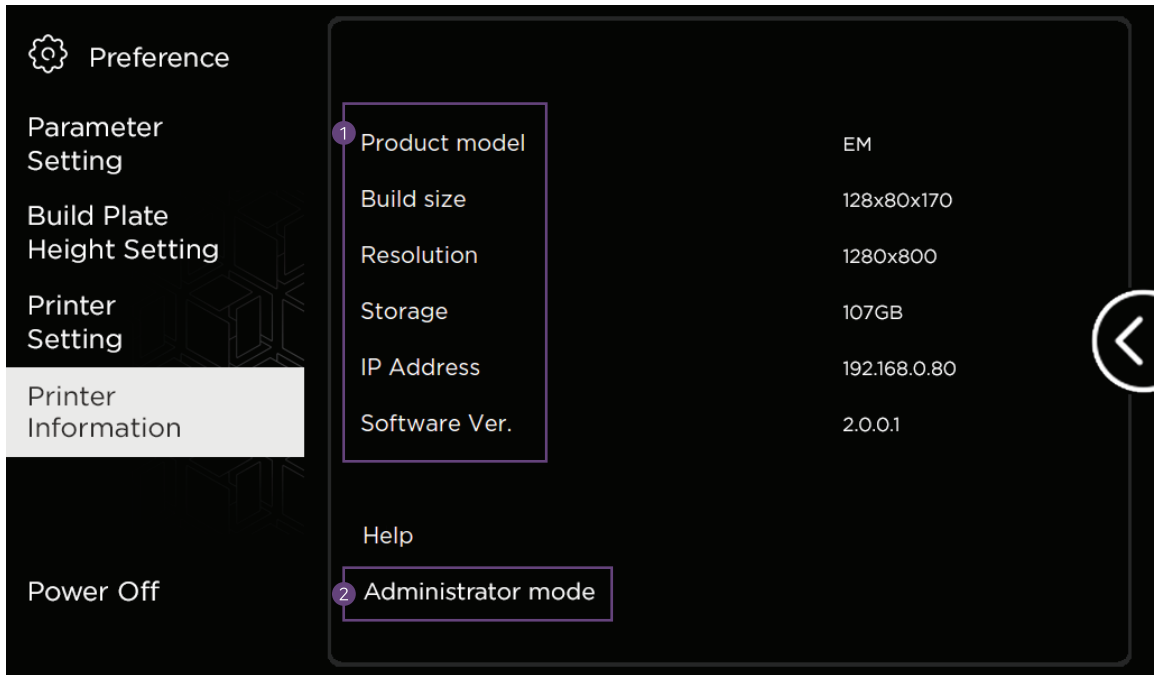 Preference
Parameter
Setting
Build Plate
Height Setting
Printer
Setting
Printer
Information
Power Off
1
Product model EM
Build size 128x80x170
Resolution 1280x800
Storage 107GB
IP Address 192.168.0.80
Software Ver. 2.0.0.1
Help
2 Administrator mode